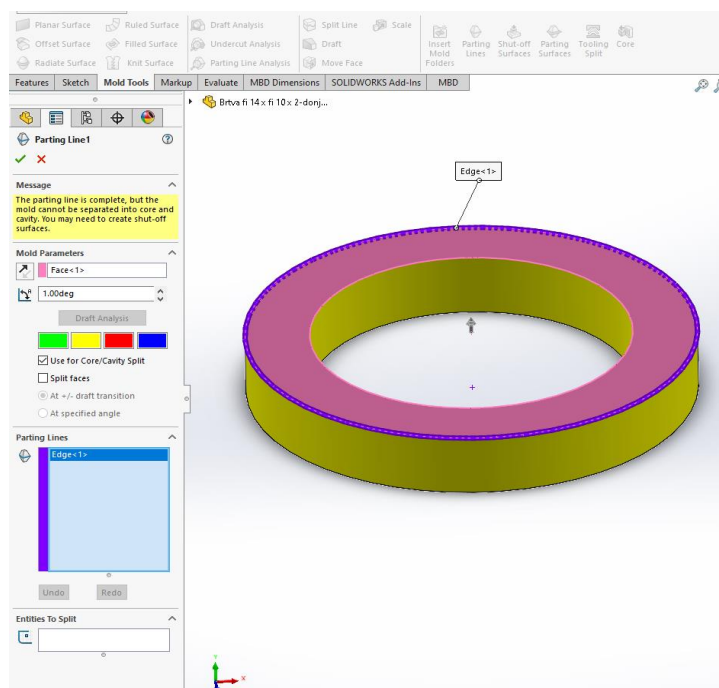 Planar Surface Ruled Surface Draft Analysis Split Line Scale
Offset Surface Filled Surface Undercut Analysis Draft Insert Mold Folders Parting Lines Shut-off Surfaces Parting Surfaces Tooling Split Core
Radiate Surface Knit Surface Parting Line Analysis Move Face
Features Sketch Mold Tools Markup Evaluate MBD Dimensions SOLIDWORKS Add-Ins MBD
Brtva fi 14 x fi 10 x 2-donj...
Parting Line1
Message
The parting line is complete, but the
mold cannot be separated into core and
cavity. You may need to create shut-off
surfaces.
Mold Parameters
Face<1>
1.00deg
Draft Analysis
Use for Core/Cavity Split
Split faces
At +/- draft transition
At specified angle
Parting Lines
Edge<1>
Undo Redo
Entities To Split
Edge<1>
Y
X